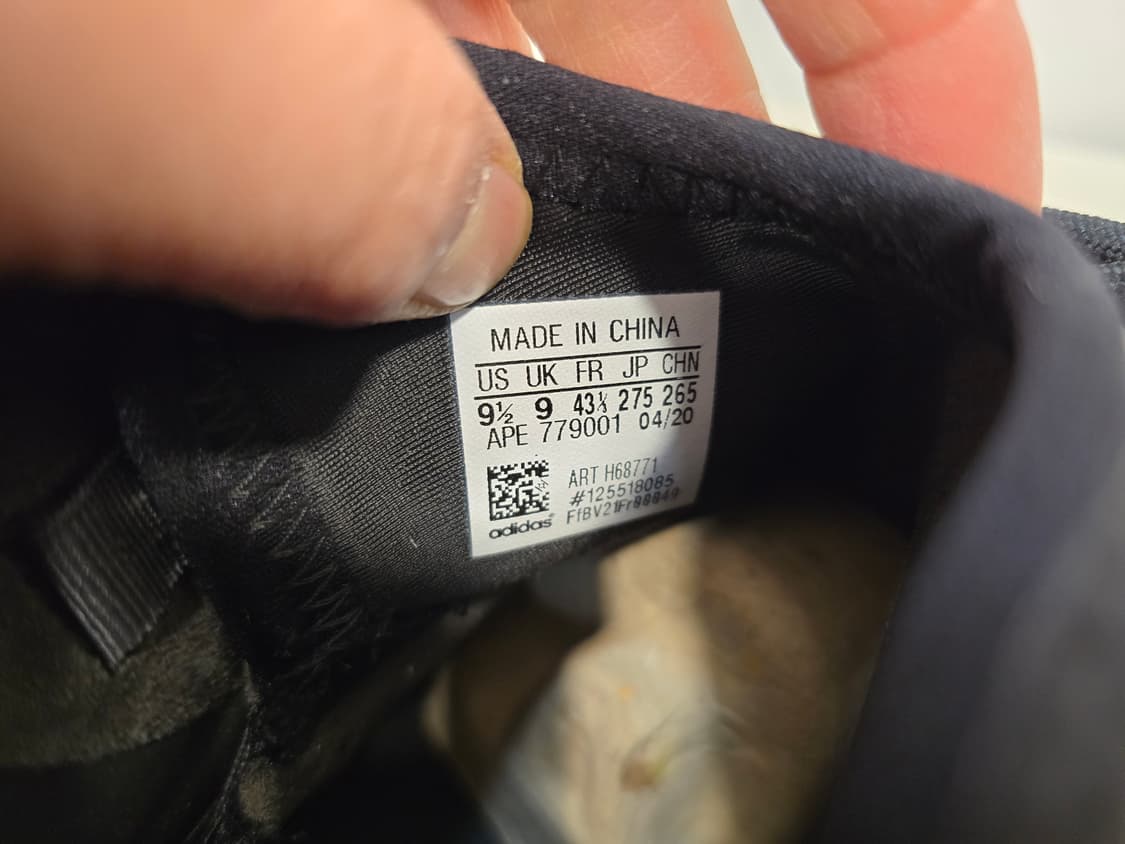 MADE IN CHINA
US UK FR JP CHN
9½ 9 43⅓ 275 265
APE 779001 04/20
ART H68771
#125518085
adidas